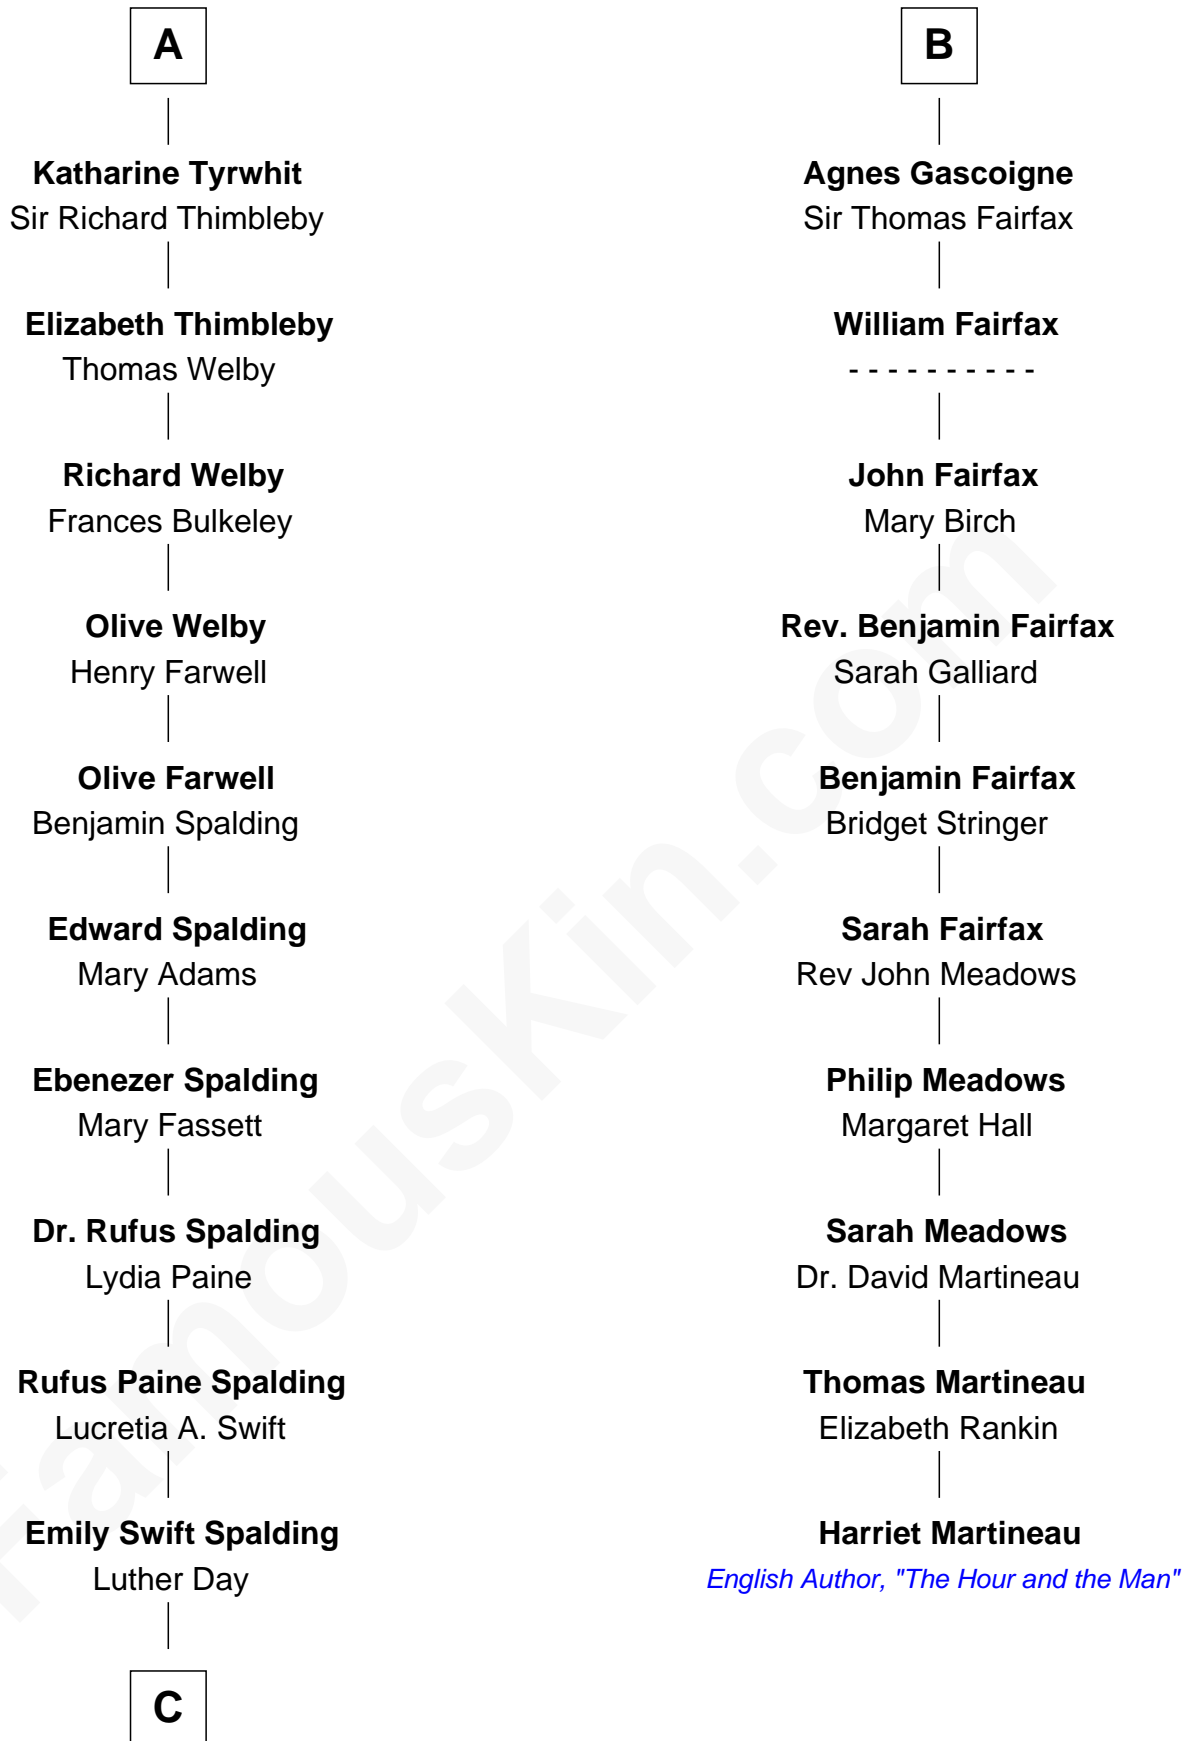 A
Katharine Tyrwhit
Sir Richard Thimbleby
Elizabeth Thimbleby
Thomas Welby
Richard Welby
Frances Bulkeley
Olive Welby
Henry Farwell
Olive Farwell
Benjamin Spalding
Edward Spalding
Mary Adams
Ebenezer Spalding
Mary Fassett
Dr. Rufus Spalding
Lydia Paine
Rufus Paine Spalding
Lucretia A. Swift
Emily Swift Spalding
Luther Day
C
B
Agnes Gascoigne
Sir Thomas Fairfax
William Fairfax
- - - - - - - - - -
John Fairfax
Mary Birch
Rev. Benjamin Fairfax
Sarah Galliard
Benjamin Fairfax
Bridget Stringer
Sarah Fairfax
Rev John Meadows
Philip Meadows
Margaret Hall
Sarah Meadows
Dr. David Martineau
Thomas Martineau
Elizabeth Rankin
Harriet Martineau
English Author, "The Hour and the Man"
FamousKin.com